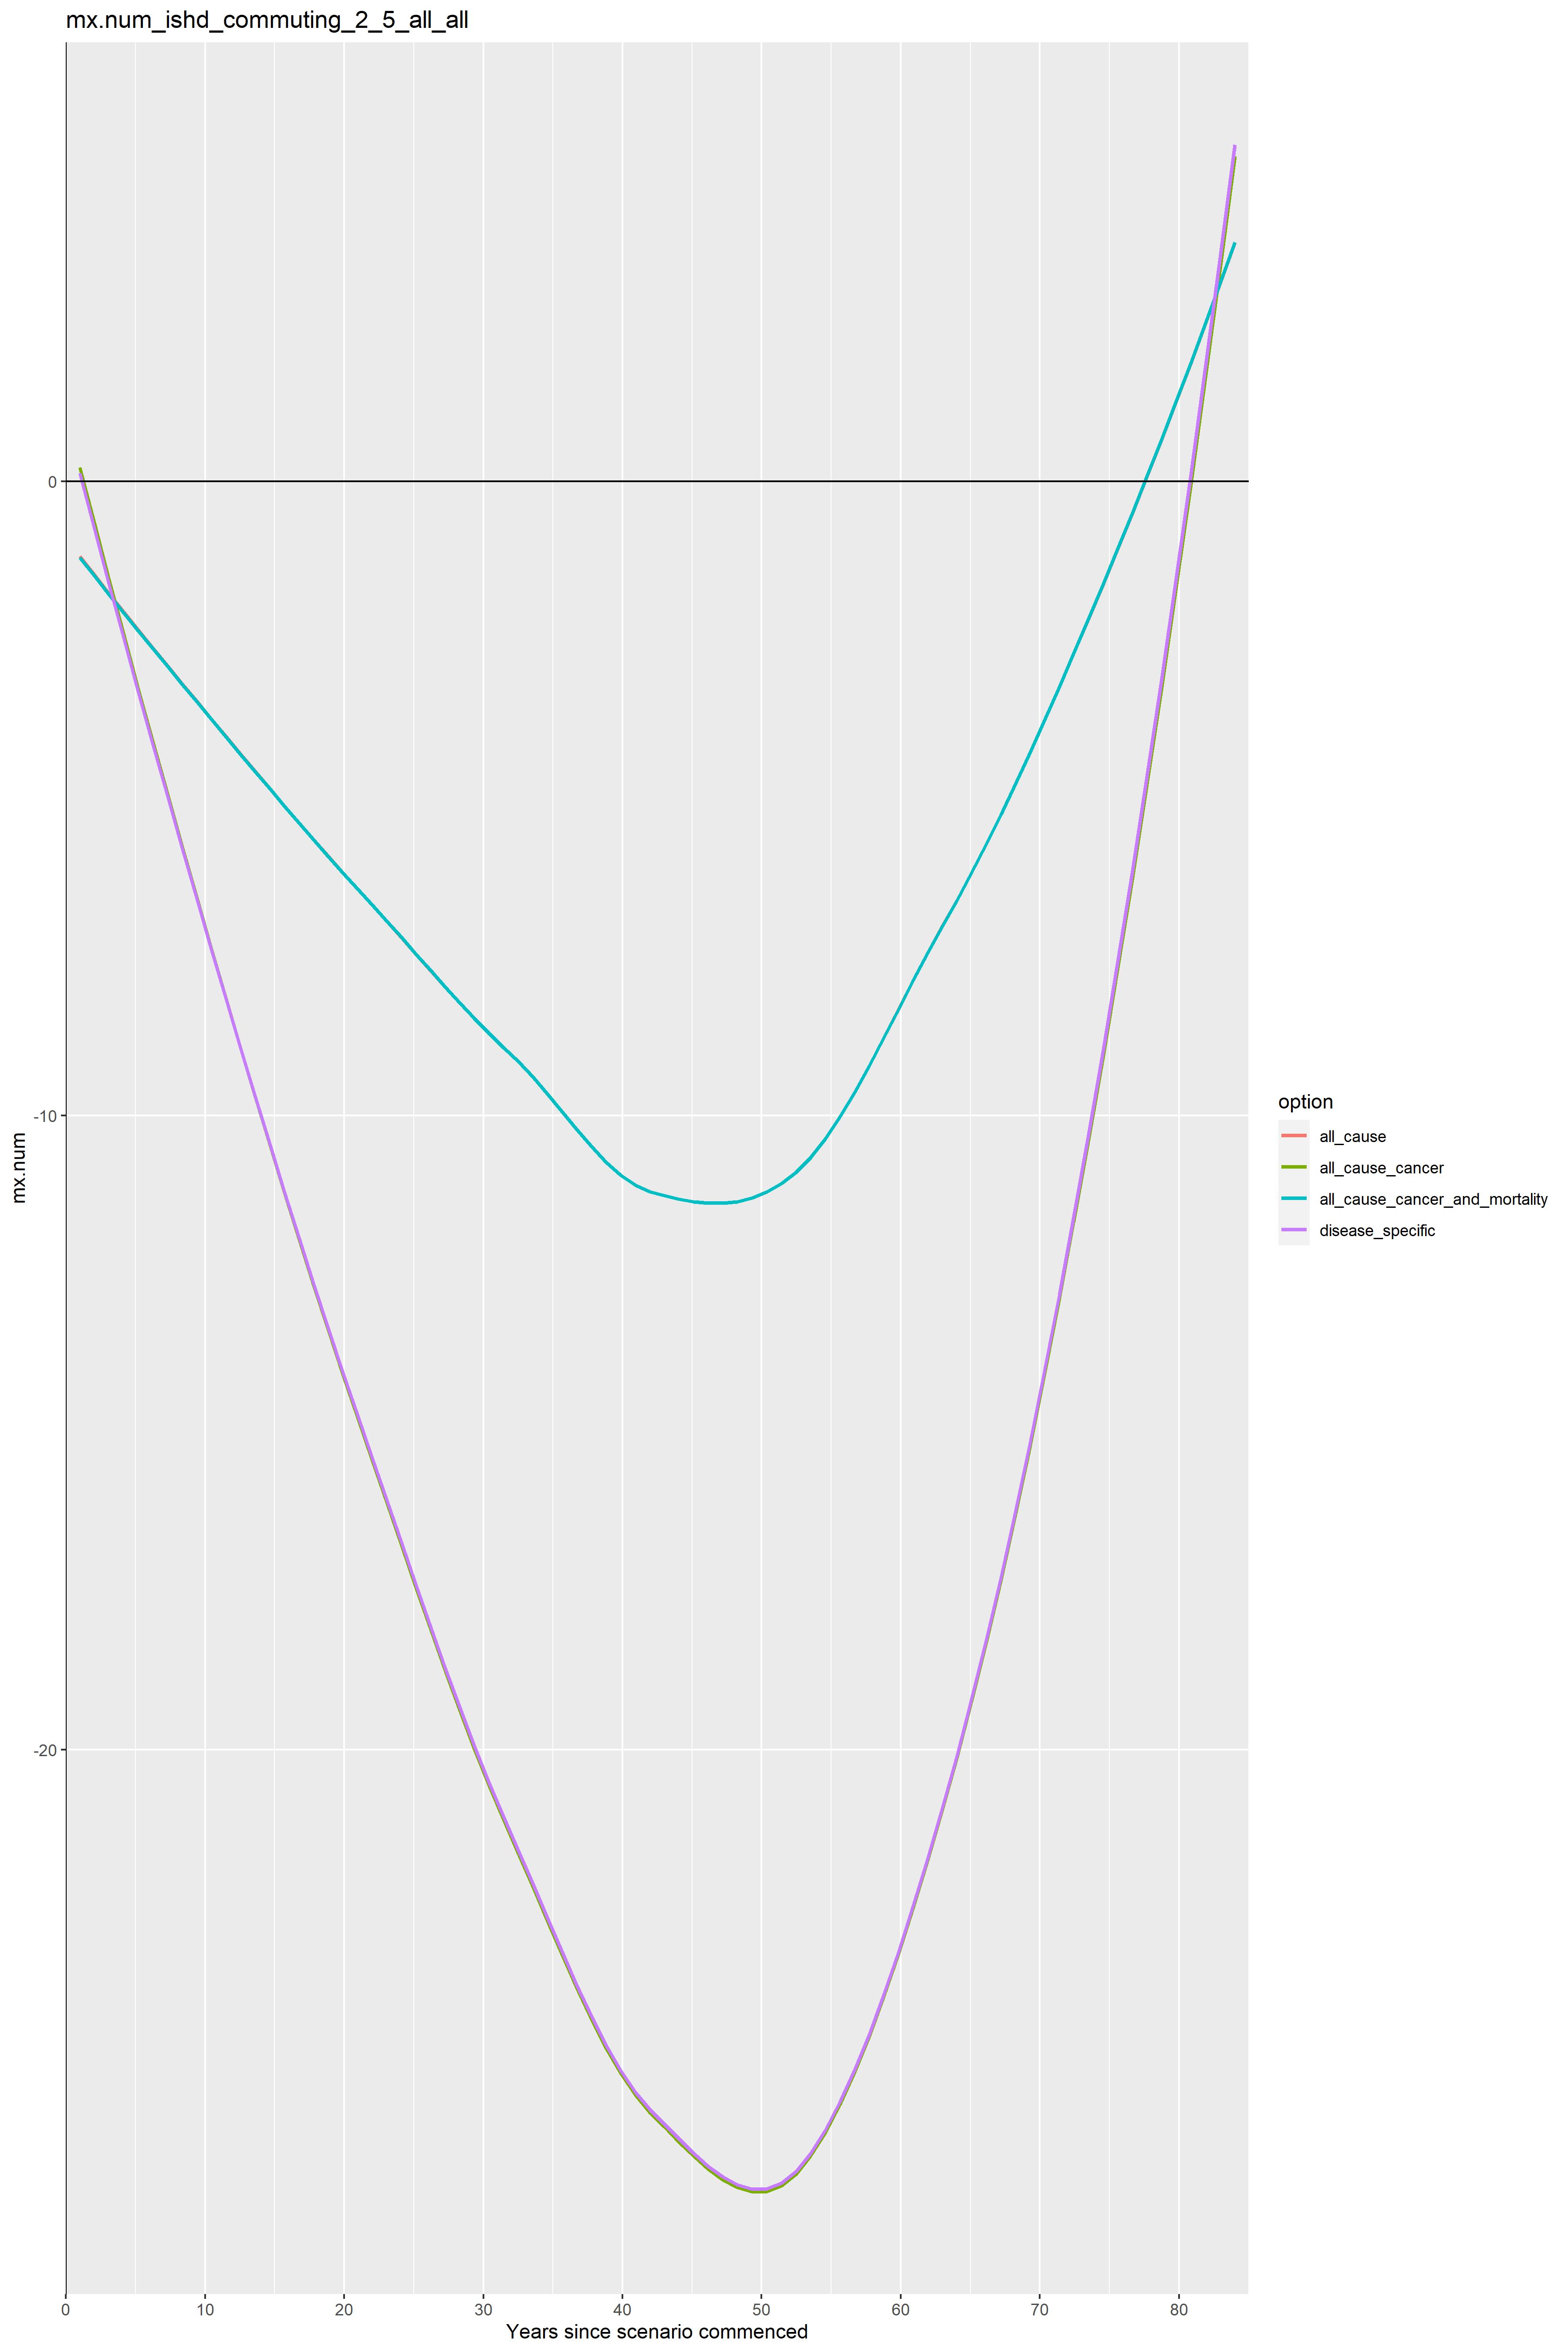 mx.num_ishd_commuting_2_5_all_all
0
-10
-20
mx.num
0 10 20 30 40 50 60 70 80
Years since scenario commenced
option
all_cause
all_cause_cancer
all_cause_cancer_and_mortality
disease_specific